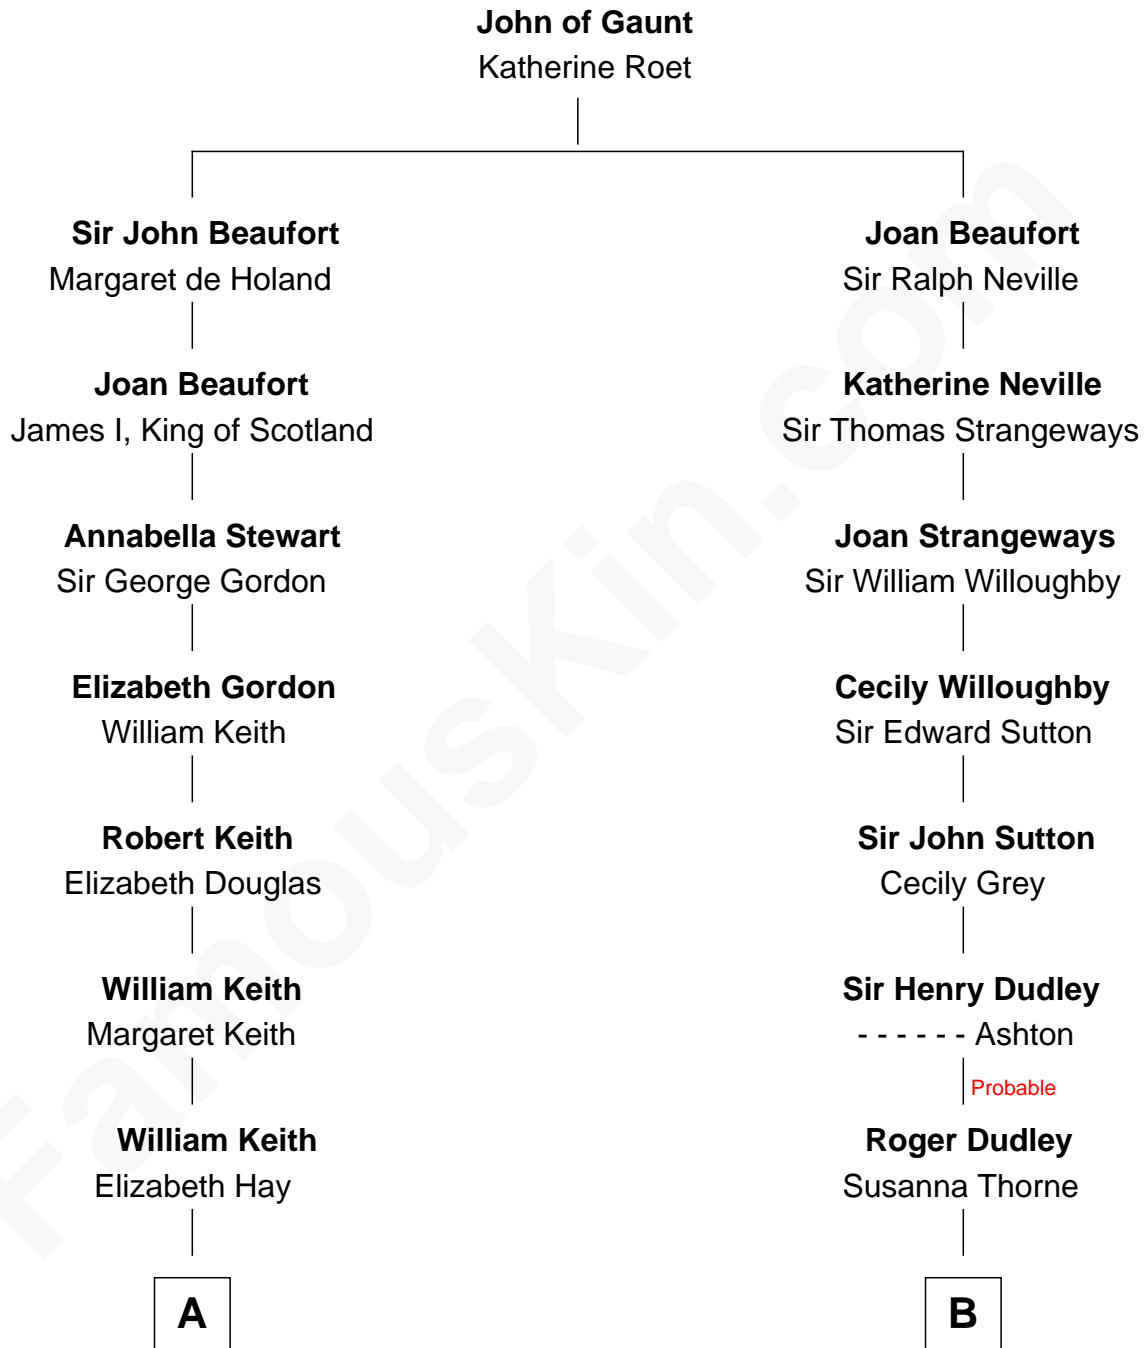 John of Gaunt
Katherine Roet
Sir John Beaufort
Margaret de Holand
Joan Beaufort
James I, King of Scotland
Annabella Stewart
Sir George Gordon
Elizabeth Gordon
William Keith
Robert Keith
Elizabeth Douglas
William Keith
Margaret Keith
William Keith
Elizabeth Hay
A
Joan Beaufort
Sir Ralph Neville
Katherine Neville
Sir Thomas Strangeways
Joan Strangeways
Sir William Willoughby
Cecily Willoughby
Sir Edward Sutton
Sir John Sutton
Cecily Grey
Sir Henry Dudley
- - - - - - Ashton
Probable
Roger Dudley
Susanna Thorne
B
FamousKin.com